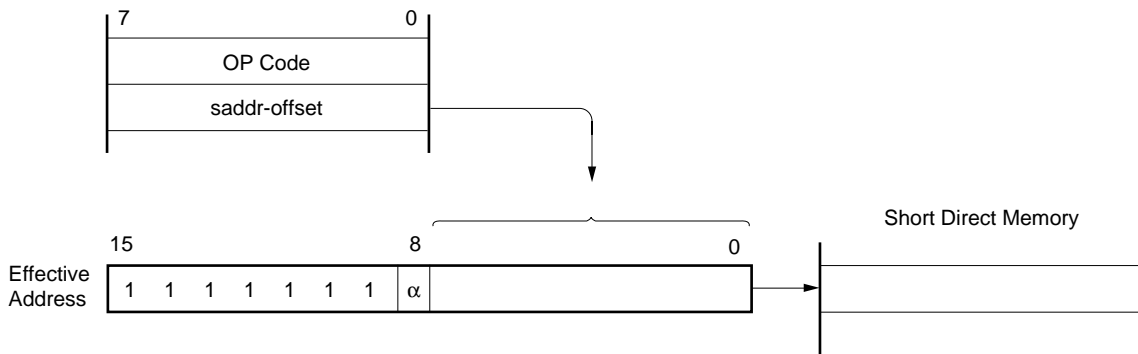 7 0
OP Code
saddr-offset
Short Direct Memory
15 8 0
Effective
Address
1 1 1 1 1 1 1 α